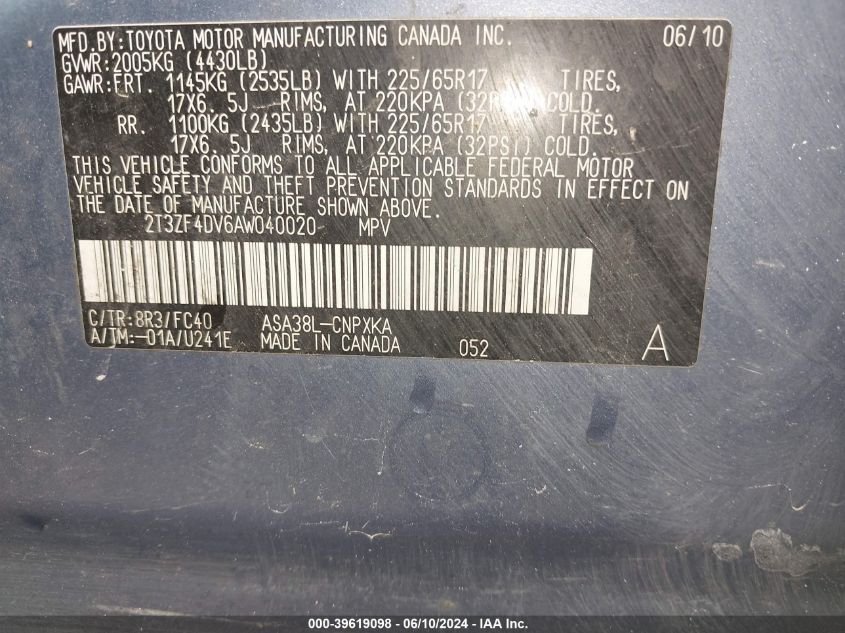 MFD.BY:TOYOTA MOTOR MANUFACTURING CANADA INC. 06/10
GVWR:2005KG (4430LB)
GAWR:FRT. 1145KG (2535LB) WITH 225/65R17 TIRES,
17X6.5J RIMS, AT 220KPA (32 COLD.
RR. 1100KG (2435LB) WITH 225/65R17 TIRES,
17X6.5J RIMS, AT 220KPA (32PSI) COLD.
THIS VEHICLE CONFORMS TO ALL APPLICABLE FEDERAL MOTOR
VEHICLE SAFETY AND THEFT PREVENTION STANDARDS IN EFFECT ON
THE DATE OF MANUFACTURE SHOWN ABOVE.
2T3ZF4DV6AW040020 MPV
C/TR:8R3/FC40 ASA38L-CNPXKA
A/TM:-01A/U241E MADE IN CANADA 052 A
000-39619098 - 06/10/2024 - IAA Inc.